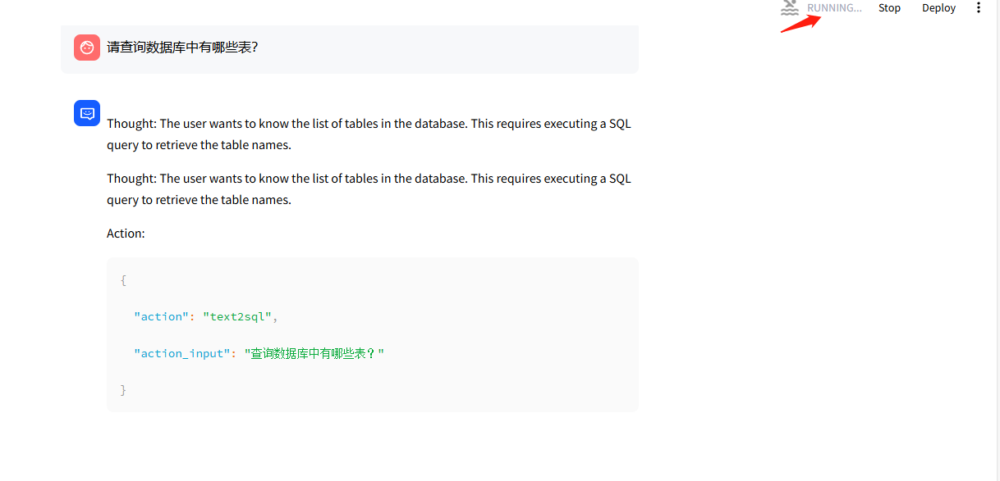 RUNNING... Stop Deploy
请查询数据库中有哪些表?
Thought: The user wants to know the list of tables in the database. This requires executing a SQL
query to retrieve the table names.
Thought: The user wants to know the list of tables in the database. This requires executing a SQL
query to retrieve the table names.
Action:
{
"action": "text2sql",
"action_input": "查询数据库中有哪些表？"
}